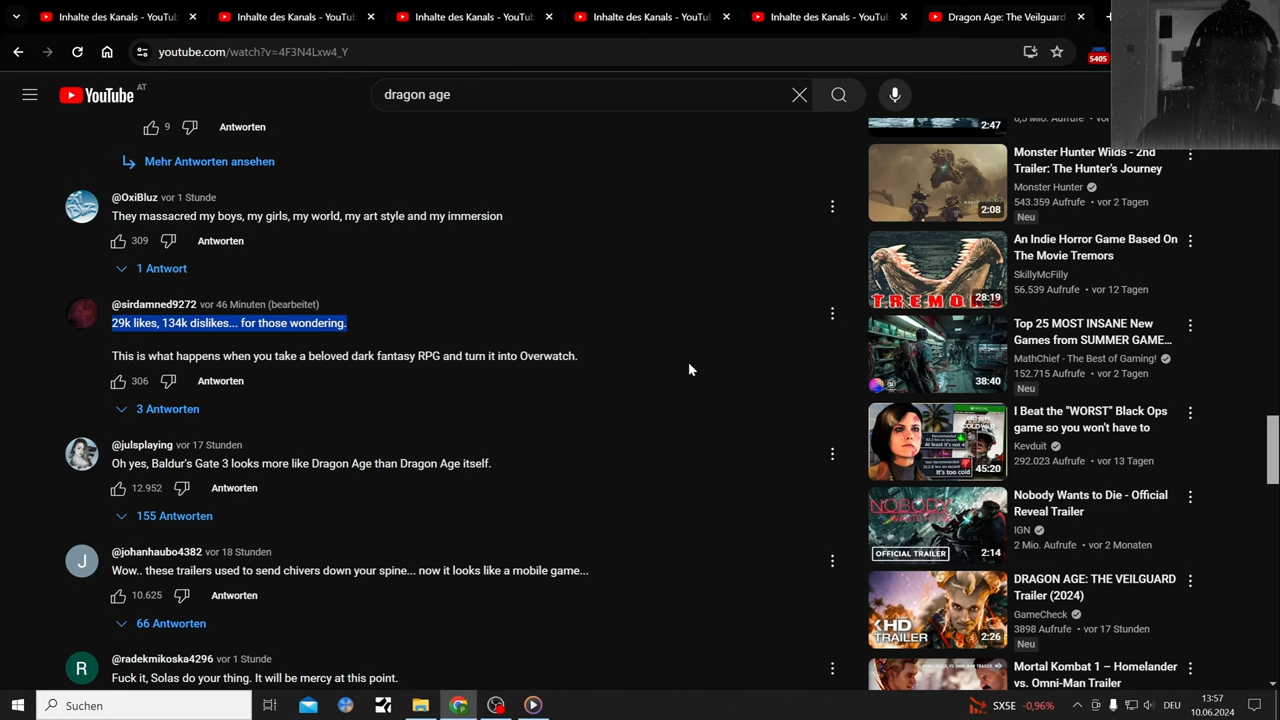 Inhalte des Kanals - YouTub
Inhalte des Kanals - YouTub
Inhalte des Kanals - YouTub
Inhalte des Kanals - YouTub
Inhalte des Kanals - YouTub
Dragon Age: The Veilguard
youtube.com/watch?v=4F3N4Lxw4_Y
5405
YouTube AT
dragon age
9 Antworten
Mehr Antworten ansehen
@OxiBluz vor 1 Stunde
They massacred my boys, my girls, my world, my art style and my immersion
309 Antworten
1 Antwort
@sirdamned9272 vor 46 Minuten (bearbeitet)
29k likes, 134k dislikes... for those wondering.
This is what happens when you take a beloved dark fantasy RPG and turn it into Overwatch.
306 Antworten
3 Antworten
@julsplaying vor 17 Stunden
Oh yes, Baldur's Gate 3 looks more like Dragon Age than Dragon Age itself.
12.952 Antworten
155 Antworten
J
@johanhaubo4382 vor 18 Stunden
Wow.. these trailers used to send chivers down your spine... now it looks like a mobile game...
10.625 Antworten
66 Antworten
R
@radekmikoska4296 vor 1 Stunde
Fuck it, Solas do your thing. It will be mercy at this point.
2:47
Monster Hunter Wilds - 2nd
Trailer: The Hunter's Journey
Monster Hunter
543.359 Aufrufe • vor 2 Tagen
Neu
2:08
An Indie Horror Game Based On
The Movie Tremors
SkillyMcFilly
56.529 Aufrufe • vor 12 Tagen
TREMORS
28:19
Top 25 MOST INSANE New
Games from SUMMER GAME...
MathChief - The Best of Gaming!
152.715 Aufrufe • vor 2 Tagen
Neu
38:40
I Beat the "WORST" Black Ops
game so you won't have to
Kevduit
292.023 Aufrufe • vor 13 Tagen
It's too cold
45:20
Nobody Wants to Die - Official
Reveal Trailer
IGN
2 Mio. Aufrufe • vor 2 Monaten
NOBODY
OFFICIAL TRAILER
2:14
DRAGON AGE: THE VEILGUARD
Trailer (2024)
GameCheck
3898 Aufrufe • vor 17 Stunden
Neu
HD
TRAILER
2:26
Mortal Kombat 1 – Homelander
vs. Omni-Man Trailer
Suchen
SX5E -0,96%
DEU
13:57
10.06.2024